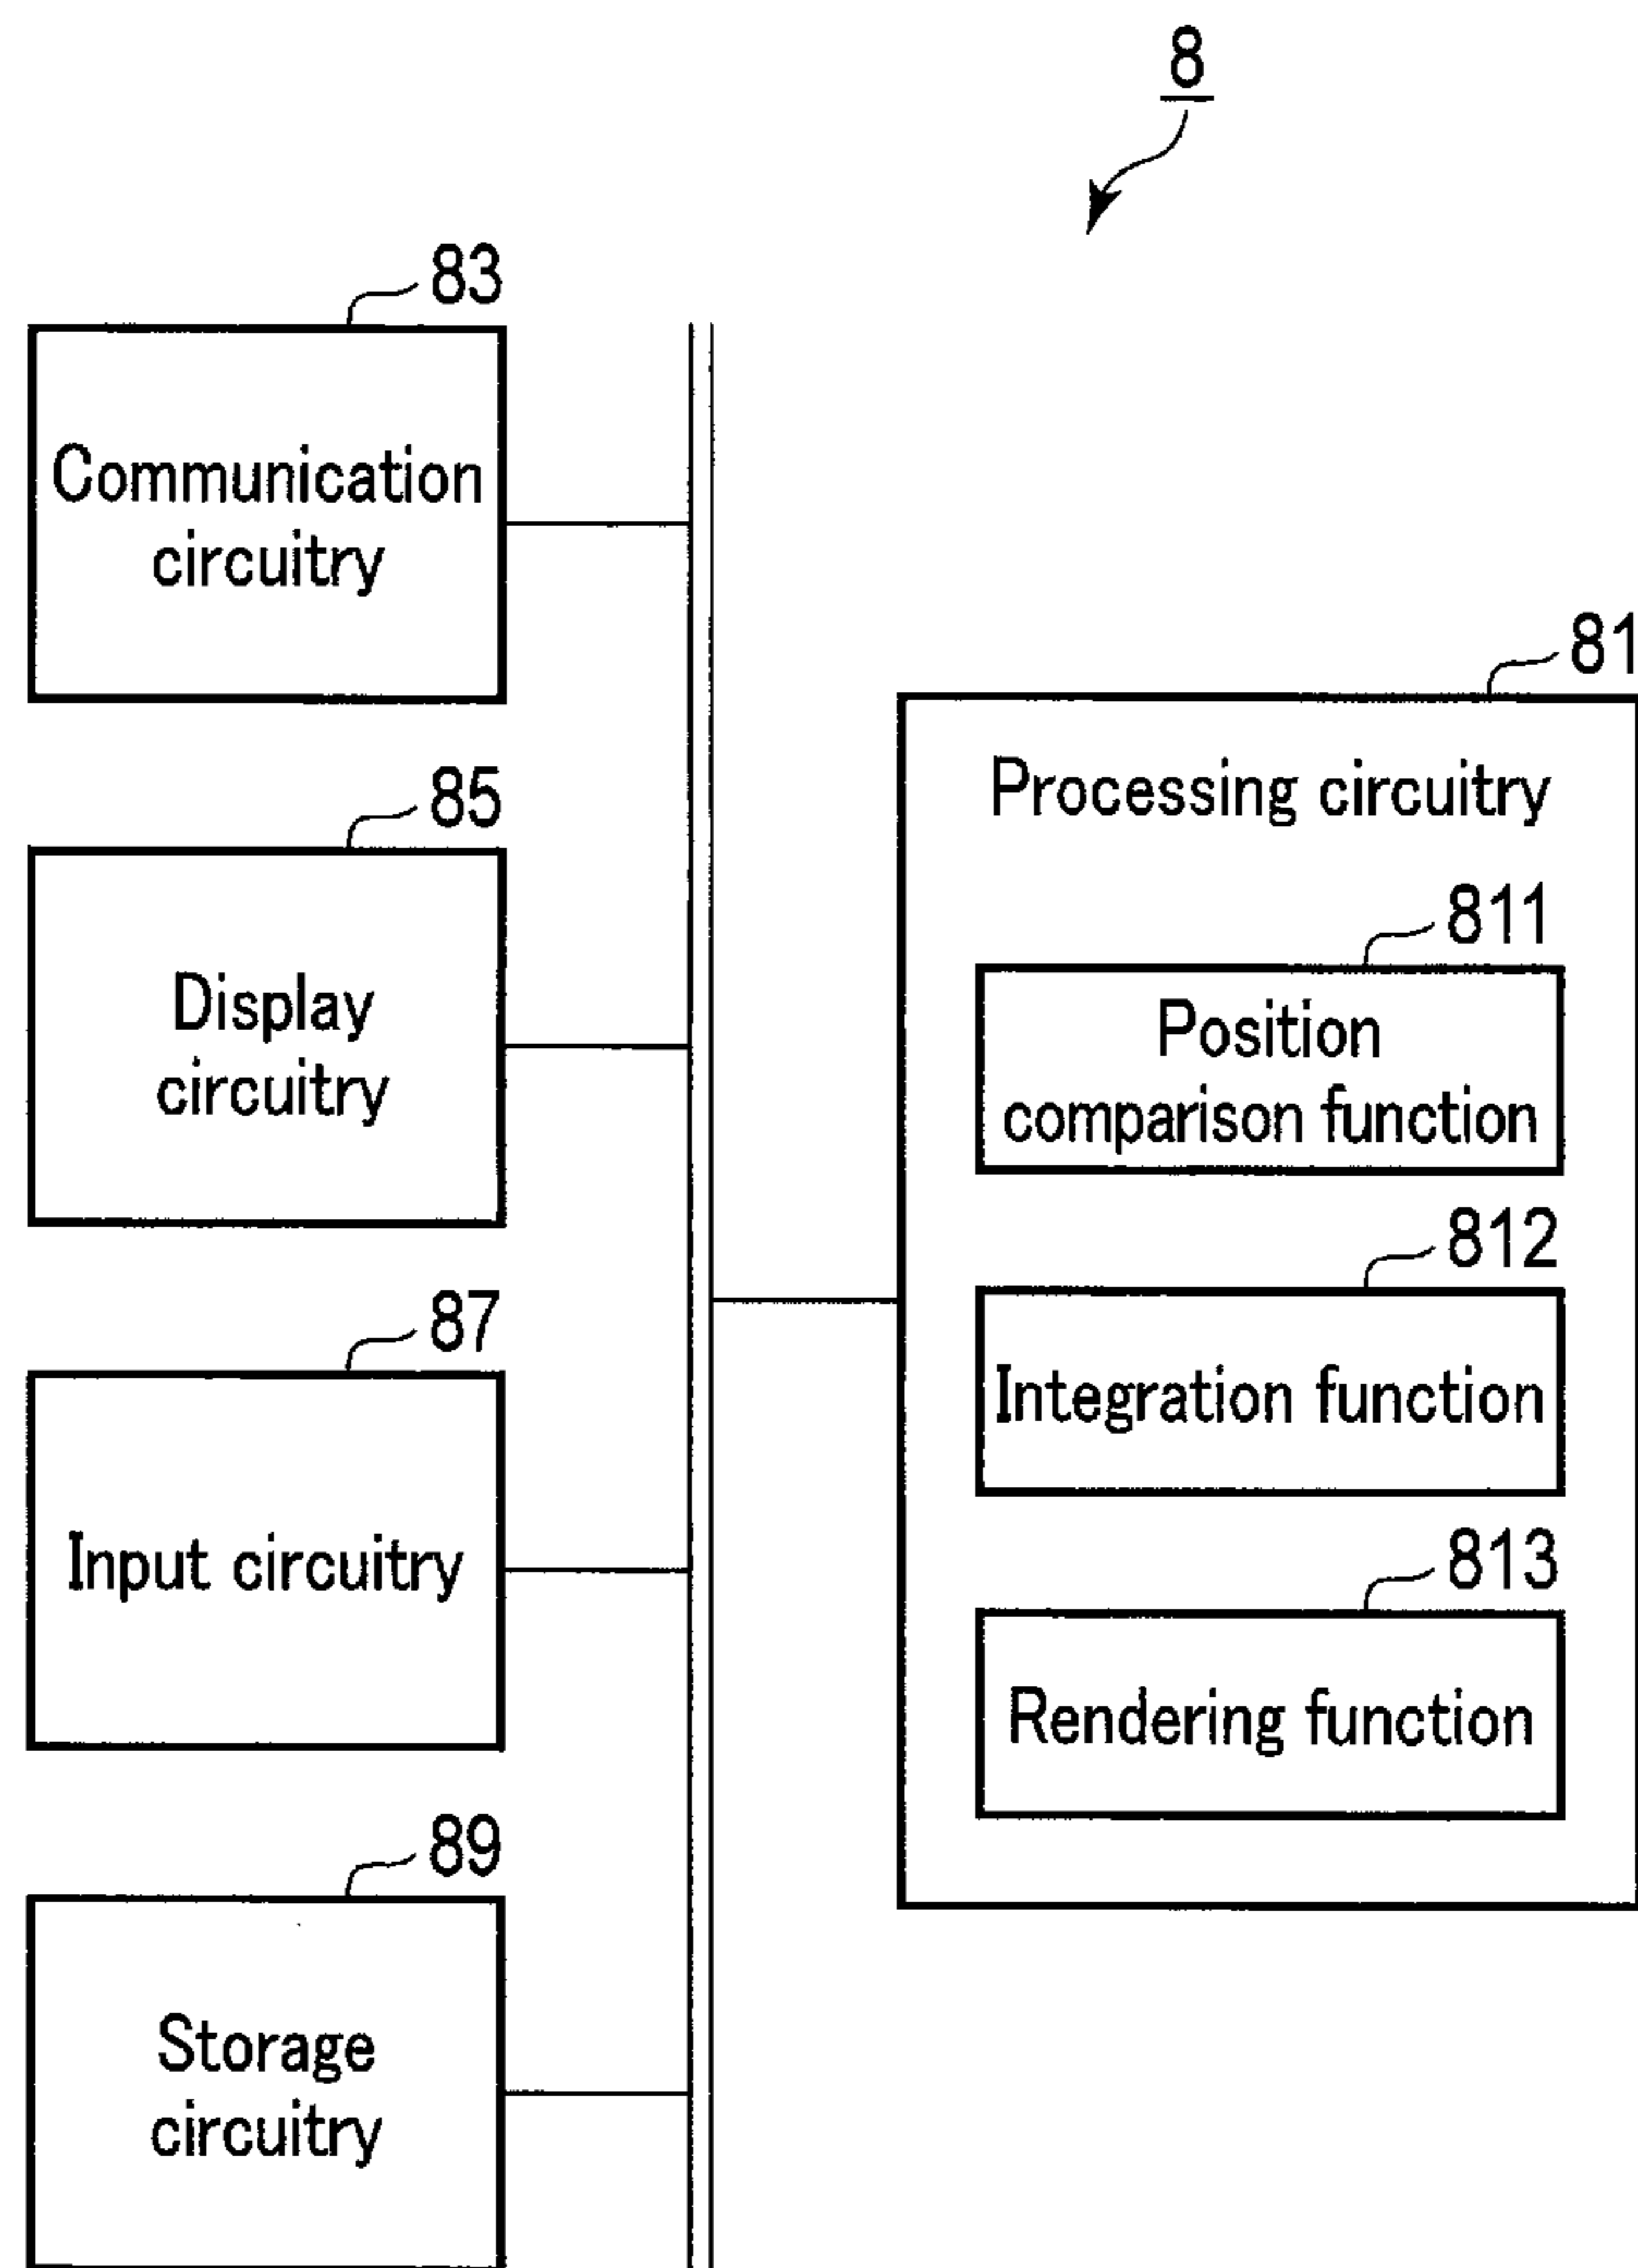 8
83
Communication
circuitry
85
Display
circuitry
87
Input circuitry
89
Storage
circuitry
81
Processing circuitry
811
Position
comparison function
812
Integration function
813
Rendering function